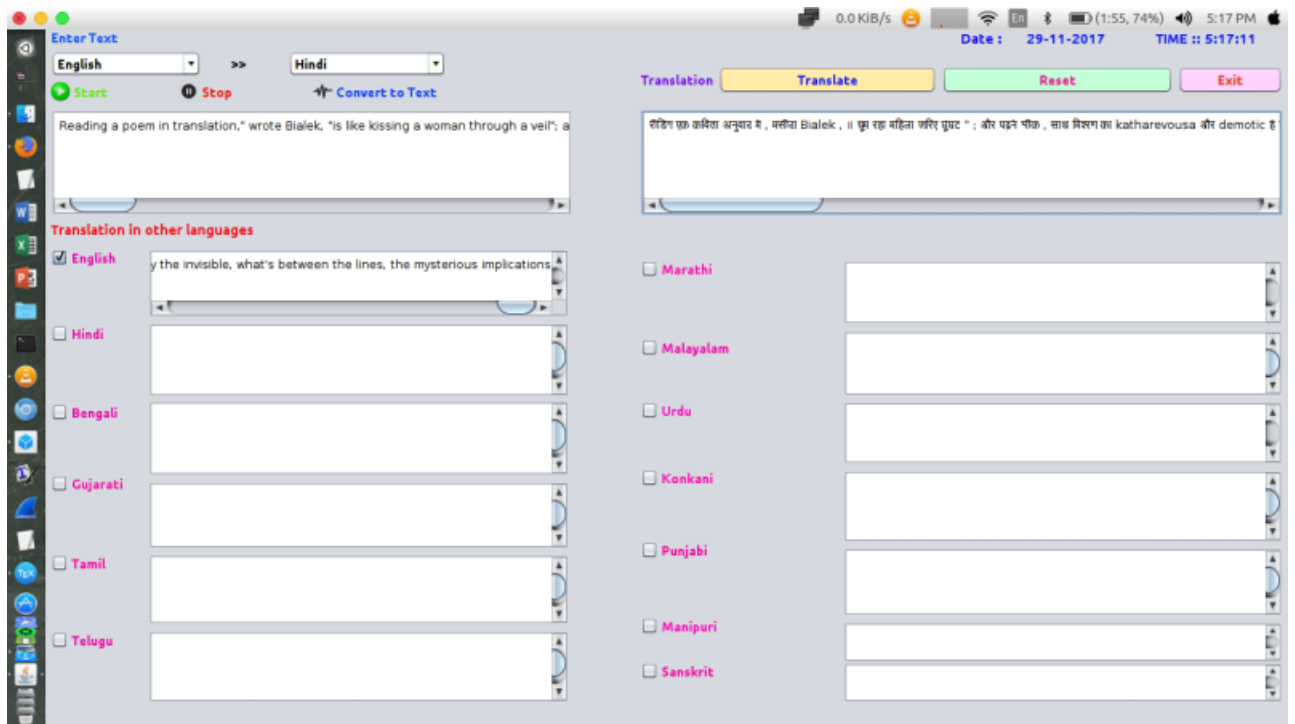 0.0 KiB/s En (1:55, 74%) 5:17 PM
Enter Text
Date : 29-11-2017 TIME :: 5:17:11
English >> Hindi
Translation Translate Reset Exit
Start Stop Convert to Text
Reading a poem in translation," wrote Bialek, "is like kissing a woman through a veil"; a
रीडिंग एक कविता अनुवाद मे , Bialek , ॥ रहा महिला जरिए घूंघट " ; और पढ़ने ग्रीक , साथ मिश्रण का katharevousa और demotic है
Translation in other languages
English
y the invisible, what's between the lines, the mysterious implications
Marathi
Hindi
Malayalam
Bengali
Urdu
Gujarati
Konkani
Tamil
Punjabi
Telugu
Manipuri
Sanskrit